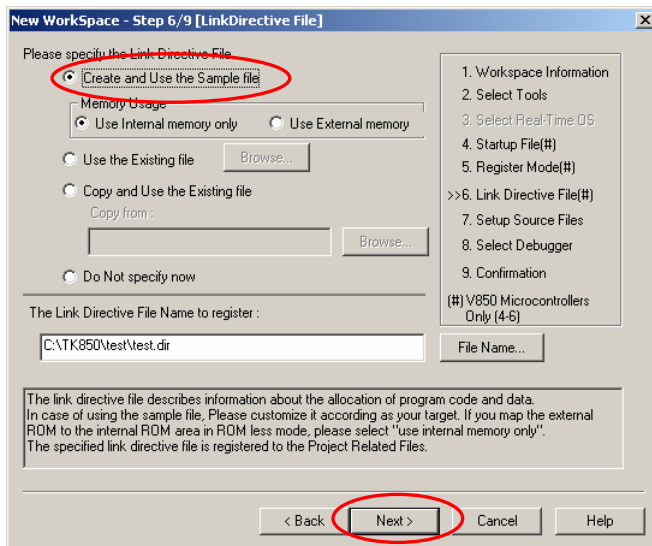 New WorkSpace - Step 6/9 [LinkDirective File]
Please specify the Link Directive File
Create and Use the Sample file
Memory Usage
Use Internal memory only
Use External memory
Use the Existing file
Browse...
Copy and Use the Existing file
Copy from :
Browse...
Do Not specify now
1. Workspace Information
2. Select Tools
3. Select Real-Time OS
4. Startup File(#)
5. Register Mode(#)
>>6. Link Directive File(#)
7. Setup Source Files
8. Select Debugger
9. Confirmation
(#) V850 Microcontrollers
Only (4-6)
The Link Directive File Name to register :
C:\TK850\test\test.dir
File Name...
The link directive file describes information about the allocation of program code and data.
In case of using the sample file, Please customize it according as your target. If you map the external
ROM to the internal ROM area in ROM less mode, please select "use internal memory only".
The specified link directive file is registered to the Project Related Files.
< Back
Next >
Cancel
Help